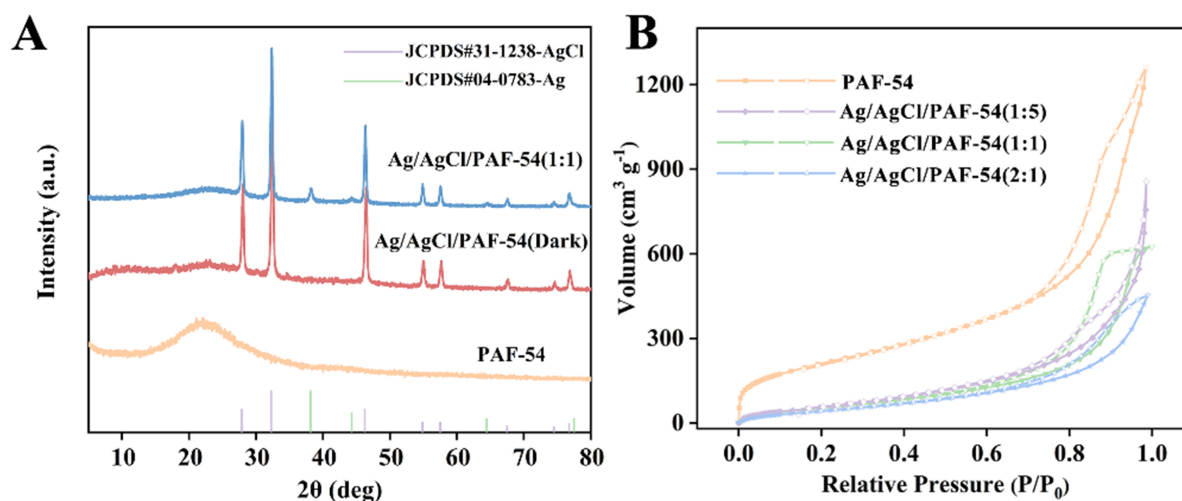 A
JCPDS#31-1238-AgCl
JCPDS#04-0783-Ag
Ag/AgCl/PAF-54(1:1)
Ag/AgCl/PAF-54(Dark)
PAF-54
Intensity (a.u.)
10 20 30 40 50 60 70 80
2θ (deg)
B
PAF-54
Ag/AgCl/PAF-54(1:5)
Ag/AgCl/PAF-54(1:1)
Ag/AgCl/PAF-54(2:1)
Volume (cm³ g⁻¹)
1200
900
600
300
0
0.0 0.2 0.4 0.6 0.8 1.0
Relative Pressure (P/P₀)